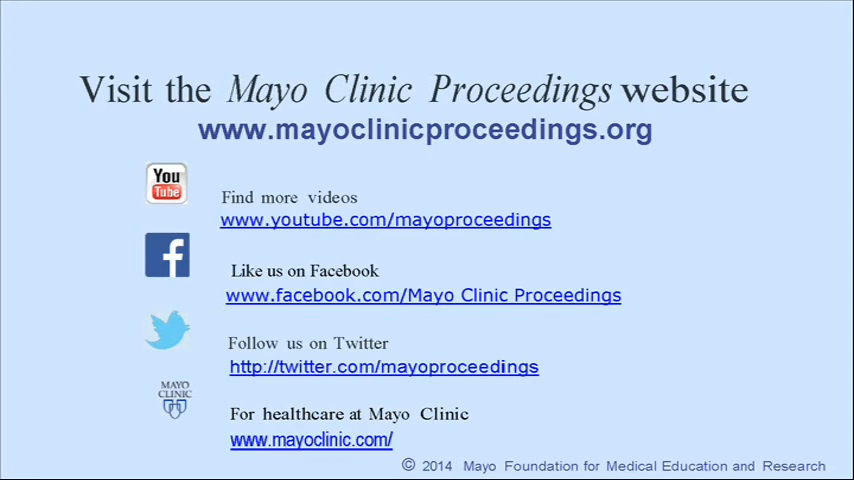 Visit the Mayo Clinic Proceedings website
www.mayoclinicproceedings.org
You
Tube
Find more videos
www.youtube.com/mayoproceedings
f
Like us on Facebook
www.facebook.com/Mayo Clinic Proceedings
Follow us on Twitter
http://twitter.com/mayoproceedings
MAYO
CLINIC
For healthcare at Mayo Clinic
www.mayoclinic.com/
© 2014 Mayo Foundation for Medical Education and Research